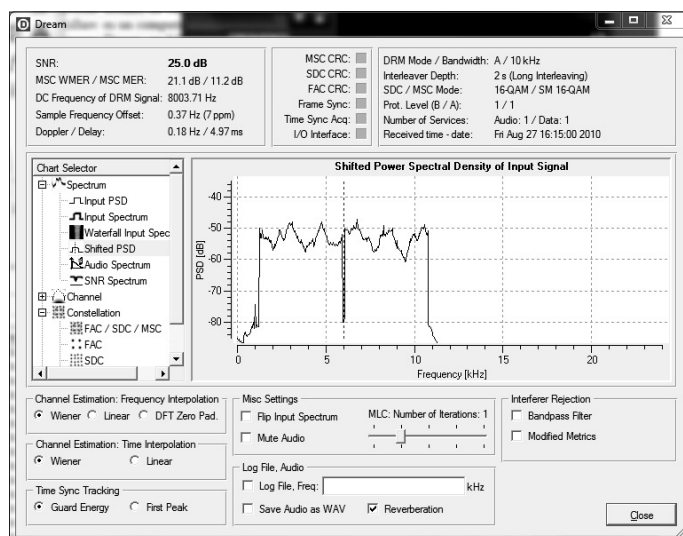 Dream
SNR: 25.0 dB
MSC WMER / MSC MER: 21.1 dB / 11.2 dB
DC Frequency of DRM Signal: 8003.71 Hz
Sample Frequency Offset: 0.37 Hz (7 ppm)
Doppler / Delay: 0.18 Hz / 4.97 ms
MSC CRC:
SDC CRC:
FAC CRC:
Frame Sync:
Time Sync Acq:
I/O Interface:
DRM Mode / Bandwidth: A / 10 kHz
Interleaver Depth: 2 s (Long Interleaving)
SDC / MSC Mode: 16-QAM / SM 16-QAM
Prot. Level (B / A): 1 / 1
Number of Services: Audio: 1 / Data: 1
Received time - date: Fri Aug 27 16:15:00 2010
Chart Selector
Spectrum
Input PSD
Input Spectrum
Waterfall Input Spec
Shifted PSD
Audio Spectrum
SNR Spectrum
Channel
Constellation
FAC / SDC / MSC
FAC
SDC
Shifted Power Spectral Density of Input Signal
PSD [dB]
-40
-50
-60
-70
-80
0 5 10 15 20
Frequency [kHz]
Channel Estimation: Frequency Interpolation
Wiener Linear DFT Zero Pad.
Channel Estimation: Time Interpolation
Wiener Linear
Time Sync Tracking
Guard Energy First Peak
Misc Settings
Flip Input Spectrum
Mute Audio
MLC: Number of Iterations: 1
Log File, Audio
Log File, Freq: kHz
Save Audio as WAV Reverberation
Interferer Rejection
Bandpass Filter
Modified Metrics
Close